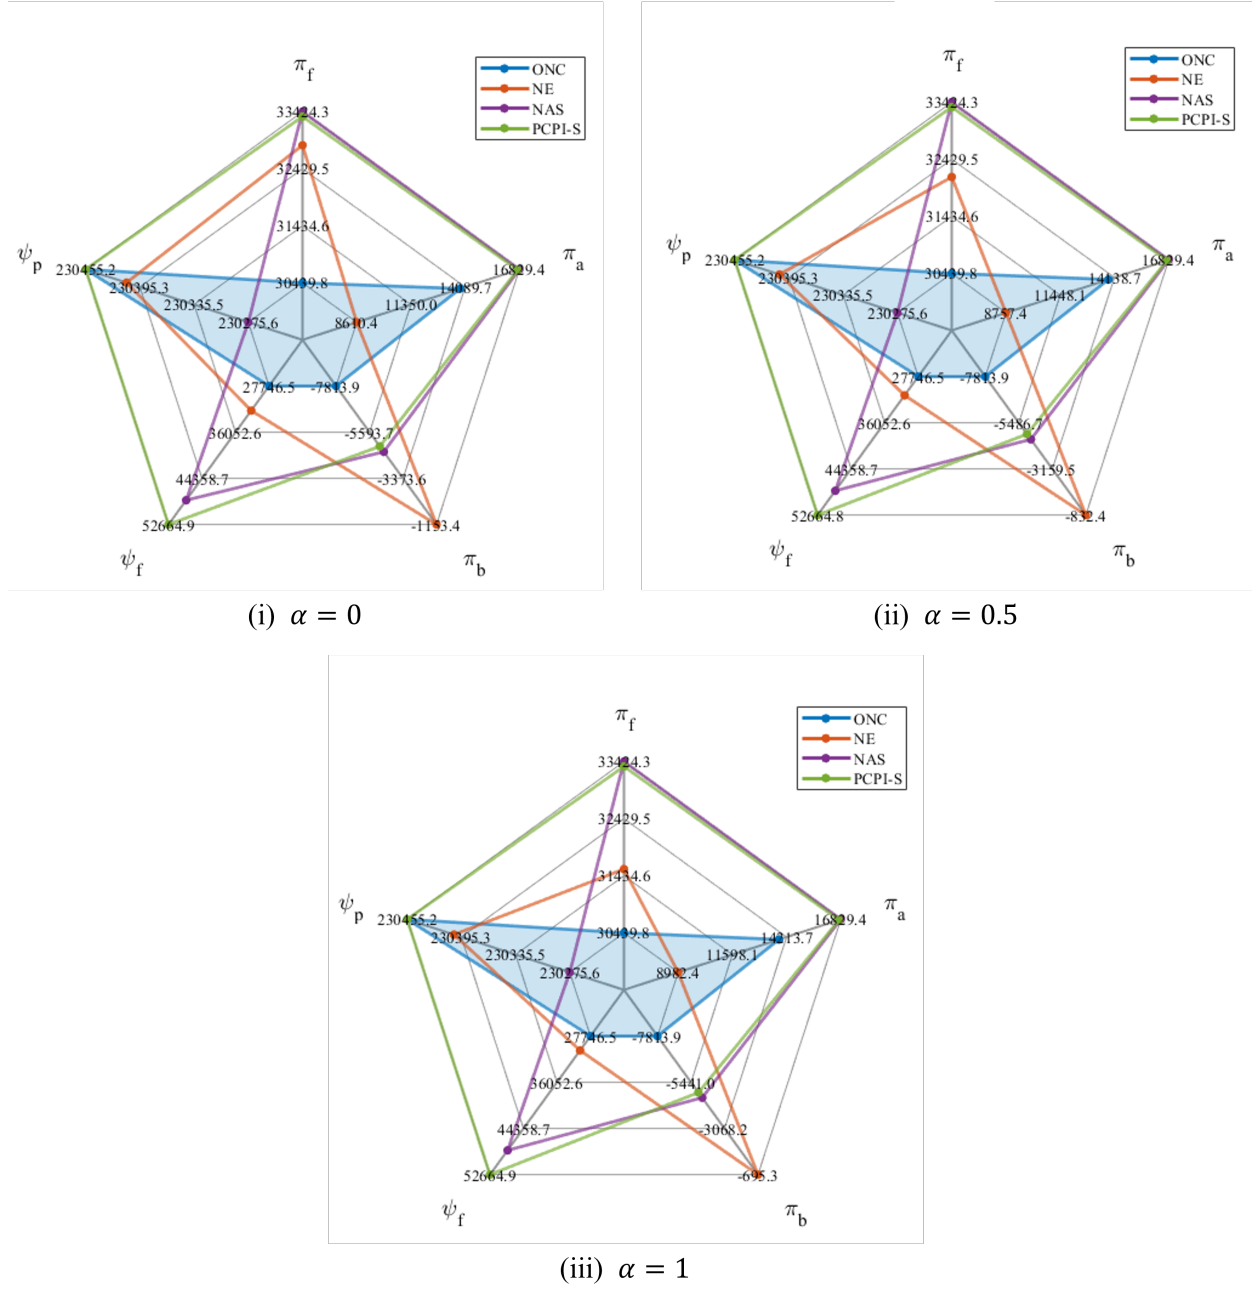 π_f
ONC
NE
NAS
PCPI-S
33424.3
32429.5
31434.6
30439.8
π_a
16829.4
14089.7
11350.0
8610.4
ψ_p
230455.2
230395.3
230335.5
230275.6
27746.5
-7813.9
36052.6
-5593.7
44358.7
-3373.6
52664.9
-1153.4
ψ_f
π_b
(i) α = 0
π_f
ONC
NE
NAS
PCPI-S
33424.3
32429.5
31434.6
30439.8
π_a
16829.4
14138.7
11448.1
8757.4
ψ_p
230455.2
230395.3
230335.5
230275.6
27746.5
-7813.9
36052.6
-5486.7
44358.7
-3159.5
52664.8
-832.4
ψ_f
π_b
(ii) α = 0.5
π_f
ONC
NE
NAS
PCPI-S
33424.3
32429.5
31434.6
30439.8
π_a
16829.4
14213.7
11598.1
8982.4
ψ_p
230455.2
230395.3
230335.5
230275.6
27746.5
-7813.9
36052.6
-5441.0
44358.7
-3068.2
52664.9
-695.3
ψ_f
π_b
(iii) α = 1